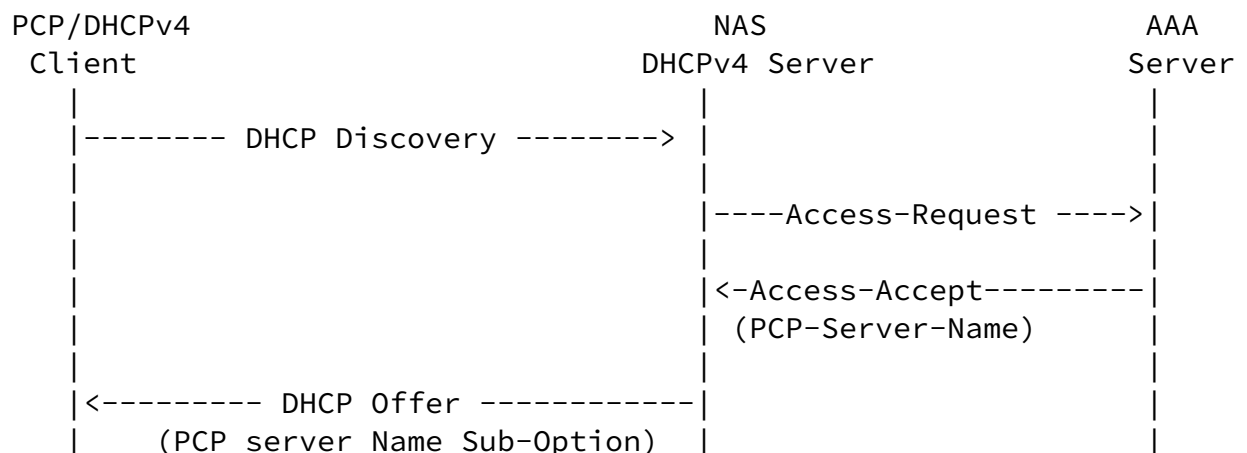 PCP/DHCPv4 NAS AAA
Client DHCPv4 Server Server
| | |
|-------- DHCP Discovery --------> | |
| | |
| |----Access-Request ---->|
| | |
| |<-Access-Accept---------|
| | (PCP-Server-Name) |
| | |
|<--------- DHCP Offer ------------| |
| (PCP server Name Sub-Option) | |